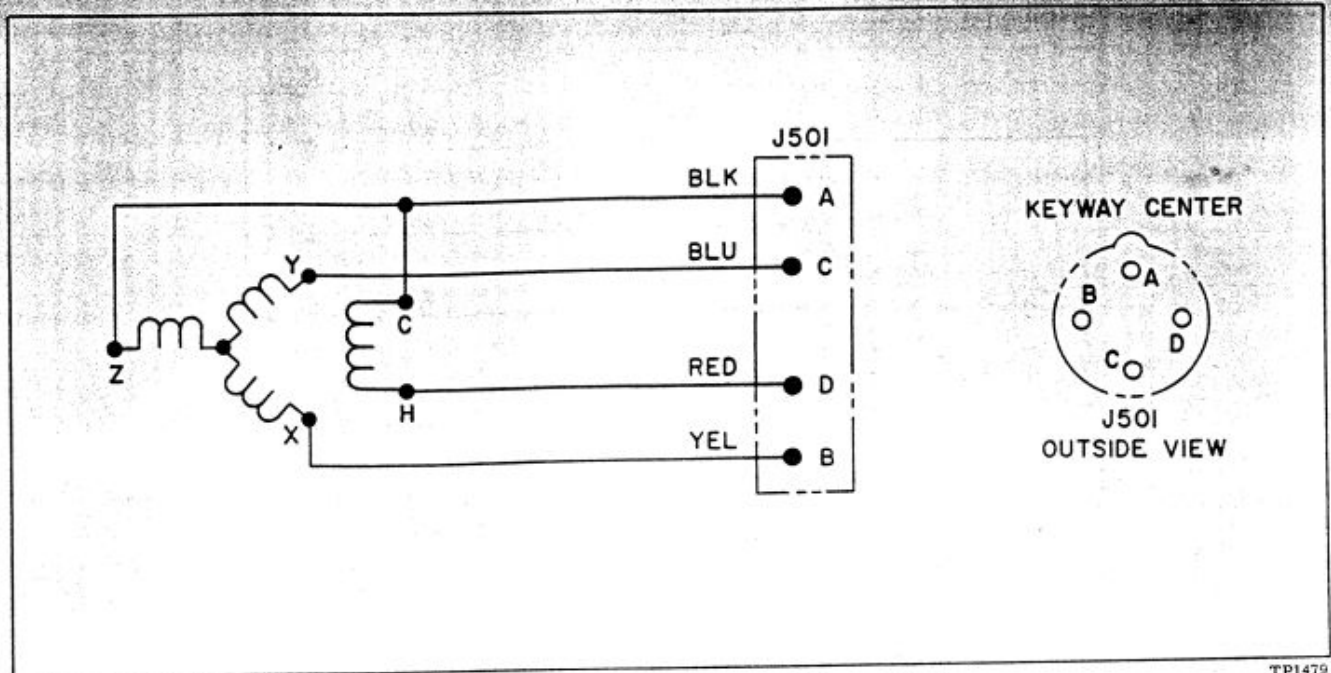 J501
BLK
A
BLU
C
RED
D
YEL
B
Y
Z
X
C
H
KEYWAY CENTER
A
B
D
C
J501
OUTSIDE VIEW
TP1479